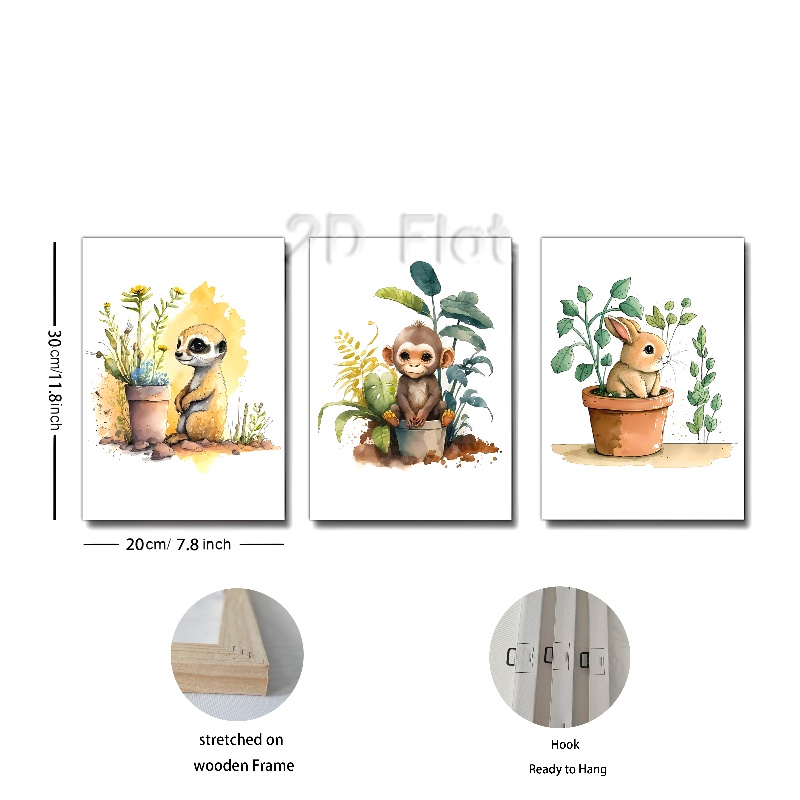 2D Flat
30cm/11.8inch
20cm/ 7.8 inch
stretched on
wooden Frame
Hook
Ready to Hang